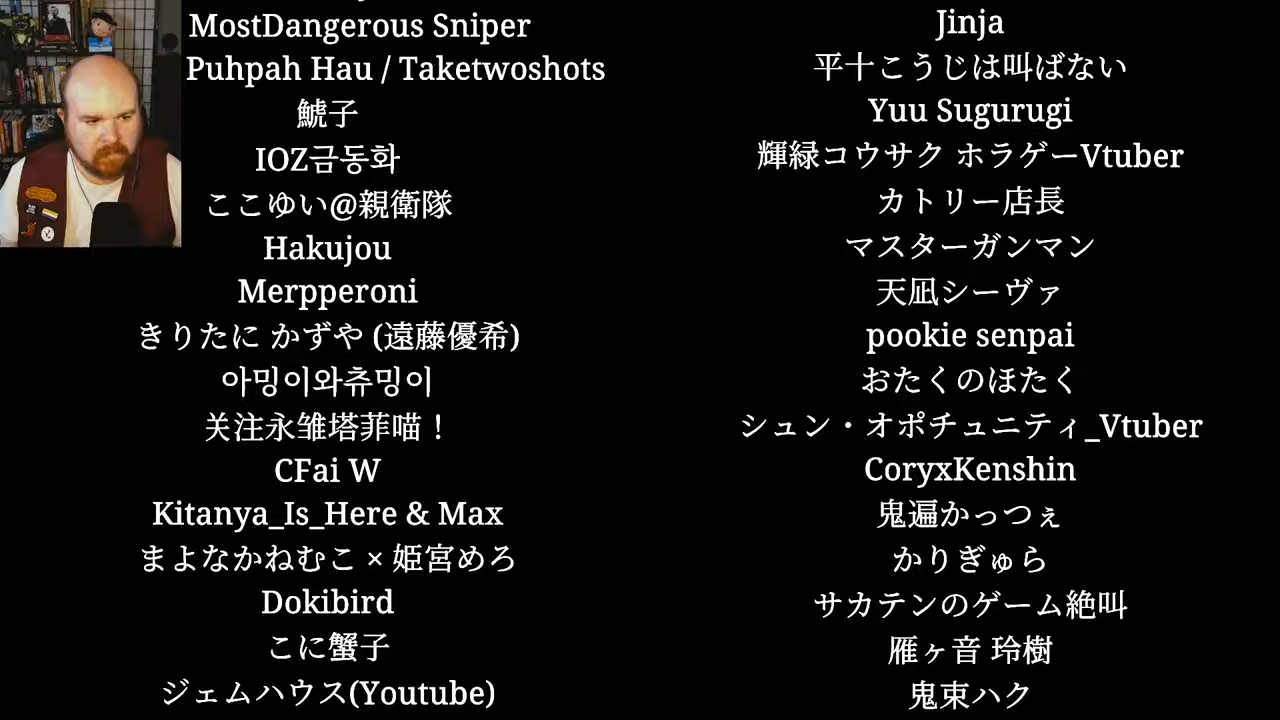 MostDangerous Sniper
Puhpah Hau / Taketwoshots
鯱子
IOZ금동화
ここゆい@親衛隊
Hakujou
Merpperoni
きりたに かずや (遠藤優希)
아밍이와츄밍이
关注永雏塔菲喵！
CFai W
Kitanya_Is_Here & Max
まよなかねむこ × 姫宮めろ
Dokibird
こに蟹子
ジェムハウス(Youtube)
Jinja
平十こうじは叫ばない
Yuu Sugurugi
輝緑コウサク ホラゲーVtuber
カトリー店長
マスターガンマン
天凪シーヴァ
pookie senpai
おたくのほたく
シュン・オポチュニティ_Vtuber
CoryxKenshin
鬼遍かっつぇ
かりぎゅら
サカテンのゲーム絶叫
雁ヶ音 玲樹
鬼束ハク